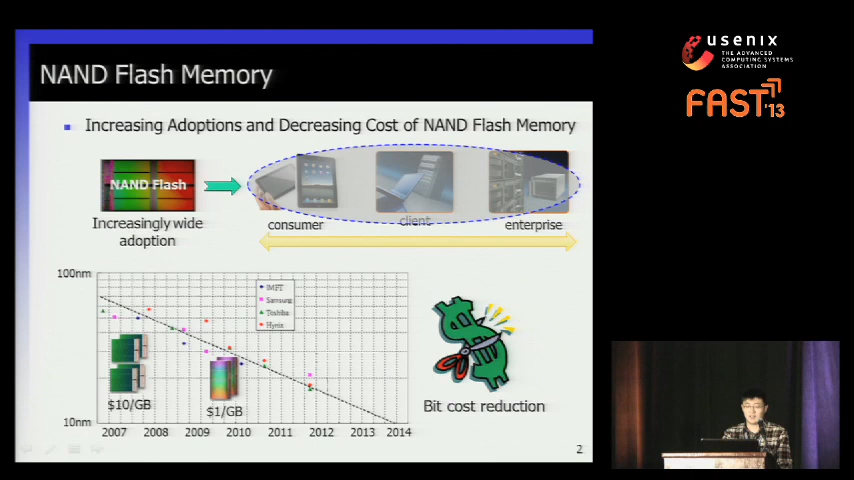 NAND Flash Memory
Increasing Adoptions and Decreasing Cost of NAND Flash Memory
NAND Flash
Increasingly wide
adoption
consumer
client
enterprise
100nm
IMFT
Samsung
Toshiba
Hynix
$10/GB
$1/GB
10nm
2007 2008 2009 2010 2011 2012 2013 2014
Bit cost reduction
2
usenix
THE ADVANCED
COMPUTING SYSTEMS
ASSOCIATION
FAST'13